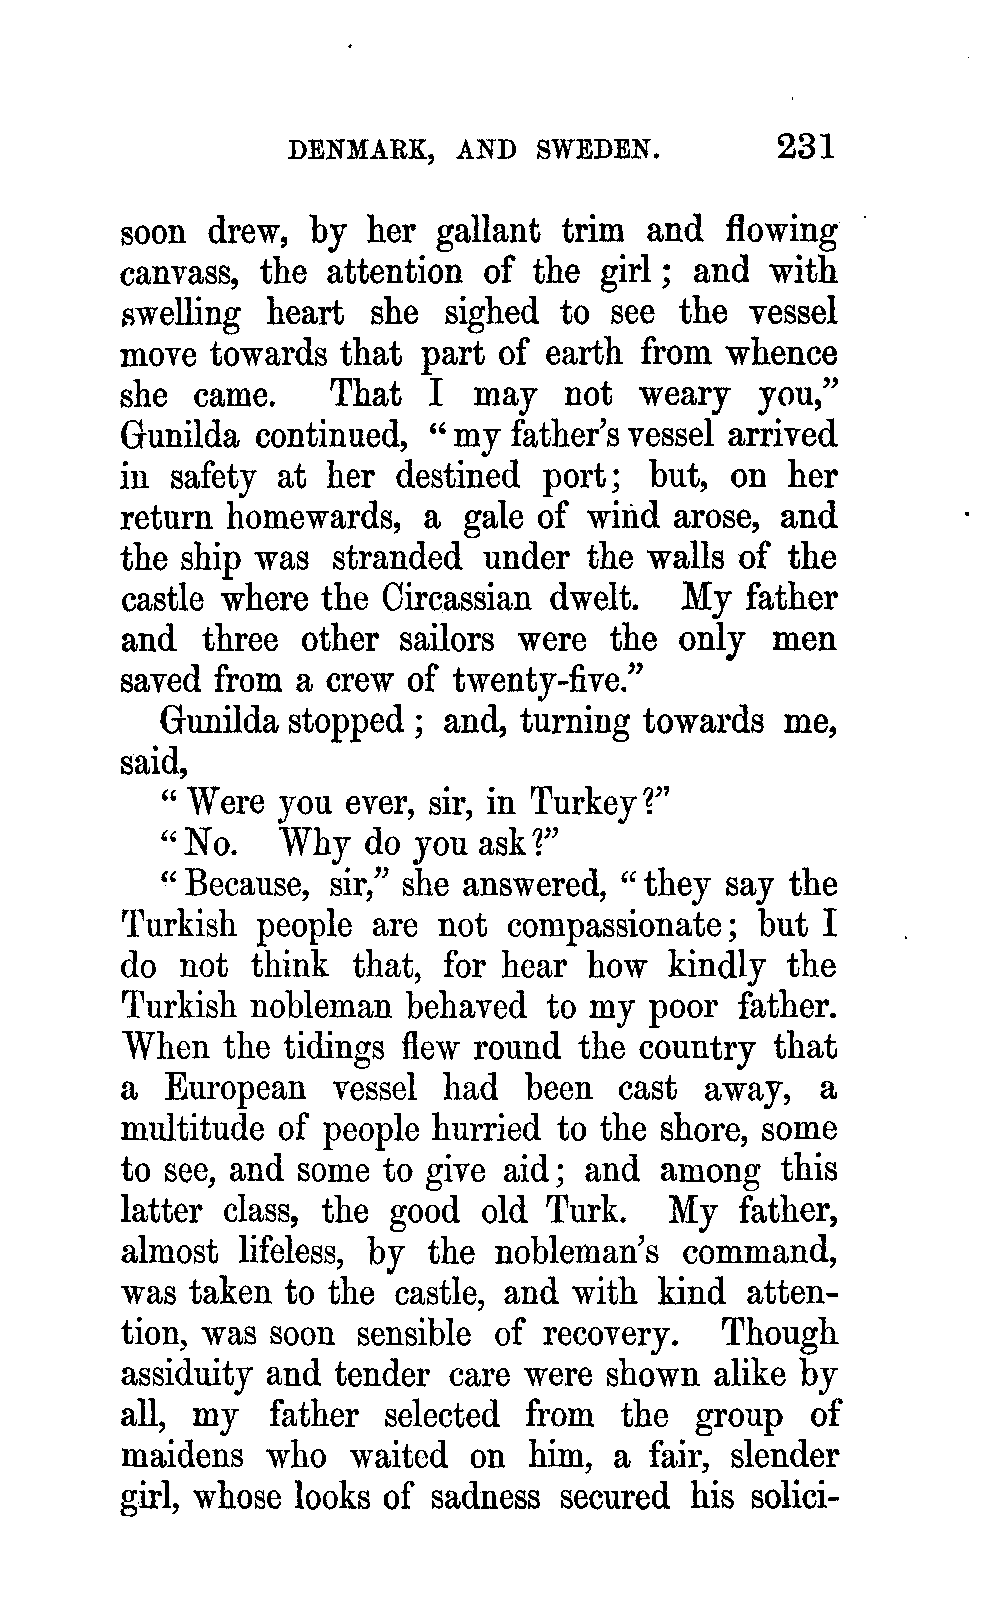 DENMARK, AND SWEDEN. 231
soon drew, by her gallant trim and flowing
canvass, the attention of the girl; and with
swelling heart she sighed to see the vessel
move towards that part of earth from whence
she came. That I may not weary you,”
Gunilda continued, “my father’s vessel arrived
in safety at her destined port; but, on her
return homewards, a gale of wind arose, and
the ship was stranded under the walls of the
castle where the Circassian dwelt. My father
and three other sailors were the only men
saved from a crew of twenty-five.”
Gunilda stopped; and, turning towards me,
said,
“Were you ever, sir, in Turkey?”
“No. Why do you ask?”
“Because, sir,” she answered, “they say the
Turkish people are not compassionate; but I
do not think that, for hear how kindly the
Turkish nobleman behaved to my poor father.
When the tidings flew round the country that
a European vessel had been cast away, a
multitude of people hurried to the shore, some
to see, and some to give aid; and among this
latter class, the good old Turk. My father,
almost lifeless, by the nobleman’s command,
was taken to the castle, and with kind atten-
tion, was soon sensible of recovery. Though
assiduity and tender care were shown alike by
all, my father selected from the group of
maidens who waited on him, a fair, slender
girl, whose looks of sadness secured his solici-